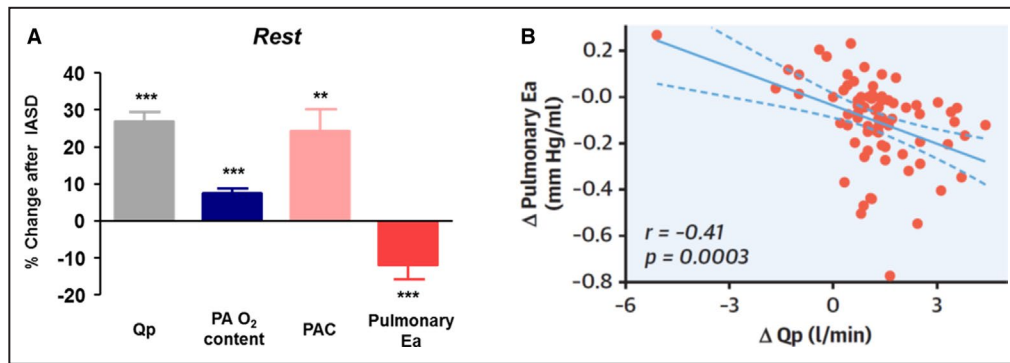 A
Rest
% Change after IASD
40
30
20
10
0
-10
-20
***
***
**
***
Qp
PA O₂
content
PAC
Pulmonary
Ea
B
Δ Pulmonary Ea
(mm Hg/ml)
0.2
-0.0
-0.2
-0.4
-0.6
-0.8
r = -0.41
p = 0.0003
-6
-3
0
3
Δ Qp (l/min)